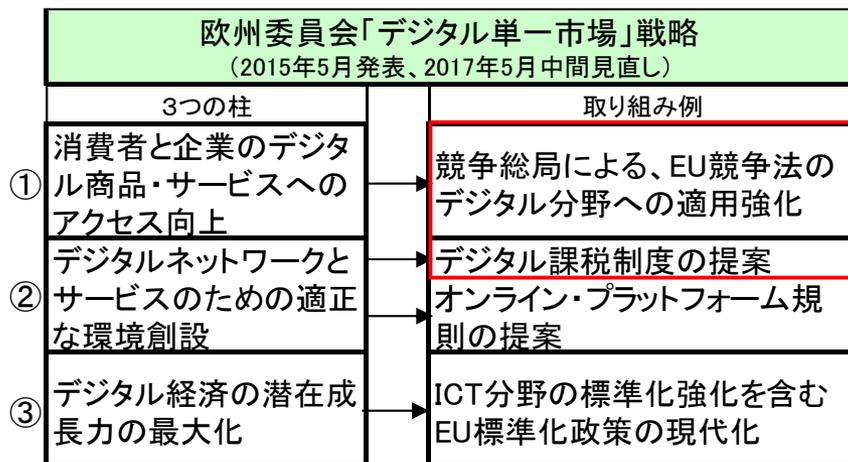 欧州委員会「デジタル単一市場」戦略
(2015年5月発表、2017年5月中間見直し)
3つの柱
取り組み例
①
消費者と企業のデジタ
ル商品・サービスへの
アクセス向上
競争総局による、EU競争法の
デジタル分野への適用強化
②
デジタルネットワークと
サービスのための適正
な環境創設
デジタル課税制度の提案
オンライン・プラットフォーム規
則の提案
③
デジタル経済の潜在成
長力の最大化
ICT分野の標準化強化を含む
EU標準化政策の現代化